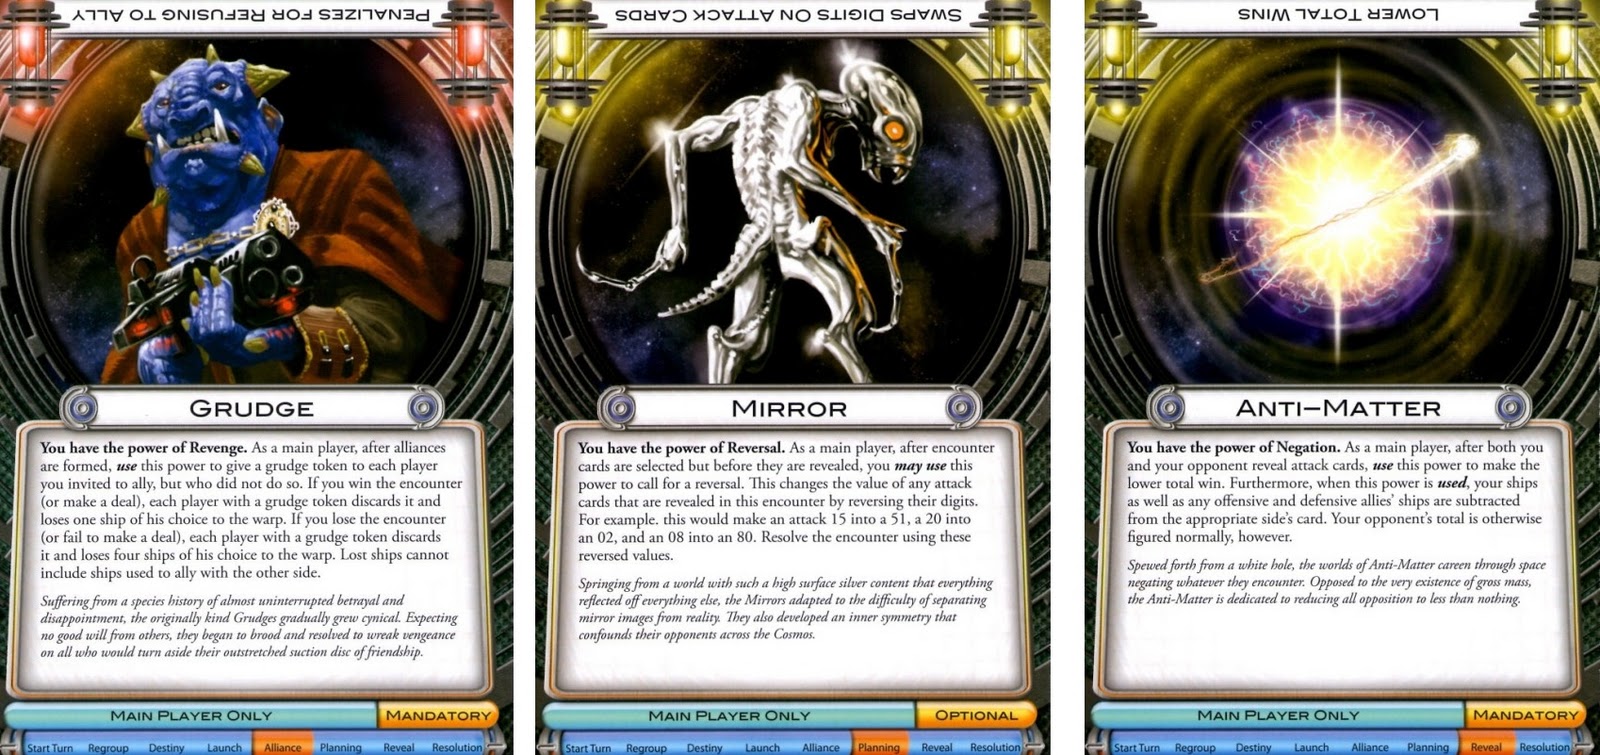 PENALIZES FOR REFUSING TO ALLY
GRUDGE
You have the power of Revenge. As a main player, after alliances
are formed, use this power to give a grudge token to each player
you invited to ally, but who did not do so. If you win the encounter
(or make a deal), each player with a grudge token discards it and
loses one ship of his choice to the warp. If you lose the encounter
(or fail to make a deal), each player with a grudge token discards
it and loses four ships of his choice to the warp. Lost ships cannot
include ships used to ally with the other side.
Suffering from a species history of almost uninterrupted betrayal and
disappointment, the originally kind Grudges gradually grew cynical. Expecting
no good will from others, they began to brood and resolved to wreak vengeance
on all who would turn aside their outstretched suction disc of friendship.
MAIN PLAYER ONLY MANDATORY
Start Turn Regroup Destiny Launch Alliance Planning Reveal Resolution
SWAPS DIGITS ON ATTACK CARDS
MIRROR
You have the power of Reversal. As a main player, after encounter
cards are selected but before they are revealed, you may use this
power to call for a reversal. This changes the value of any attack
cards that are revealed in this encounter by reversing their digits.
For example. this would make an attack 15 into a 51, a 20 into
an 02, and an 08 into an 80. Resolve the encounter using these
reversed values.
Springing from a world with such a high surface silver content that everything
reflected off everything else, the Mirrors adapted to the difficulty of separating
mirror images from reality. They also developed an inner symmetry that
confounds their opponents across the Cosmos.
MAIN PLAYER ONLY OPTIONAL
Start Turn Regroup Destiny Launch Alliance Planning Reveal Resolution
LOWER TOTAL WINS
ANTI-MATTER
You have the power of Negation. As a main player, after both you
and your opponent reveal attack cards, use this power to make the
lower total win. Furthermore, when this power is used, your ships
as well as any offensive and defensive allies' ships are subtracted
from the appropriate side's card. Your opponent's total is otherwise
figured normally, however.
Spewed forth from a white hole, the worlds of Anti-Matter careen through space
negating whatever they encounter. Opposed to the very existence of gross mass,
the Anti-Matter is dedicated to reducing all opposition to less than nothing.
MAIN PLAYER ONLY MANDATORY
Start Turn Regroup Destiny Launch Alliance Planning Reveal Resolution